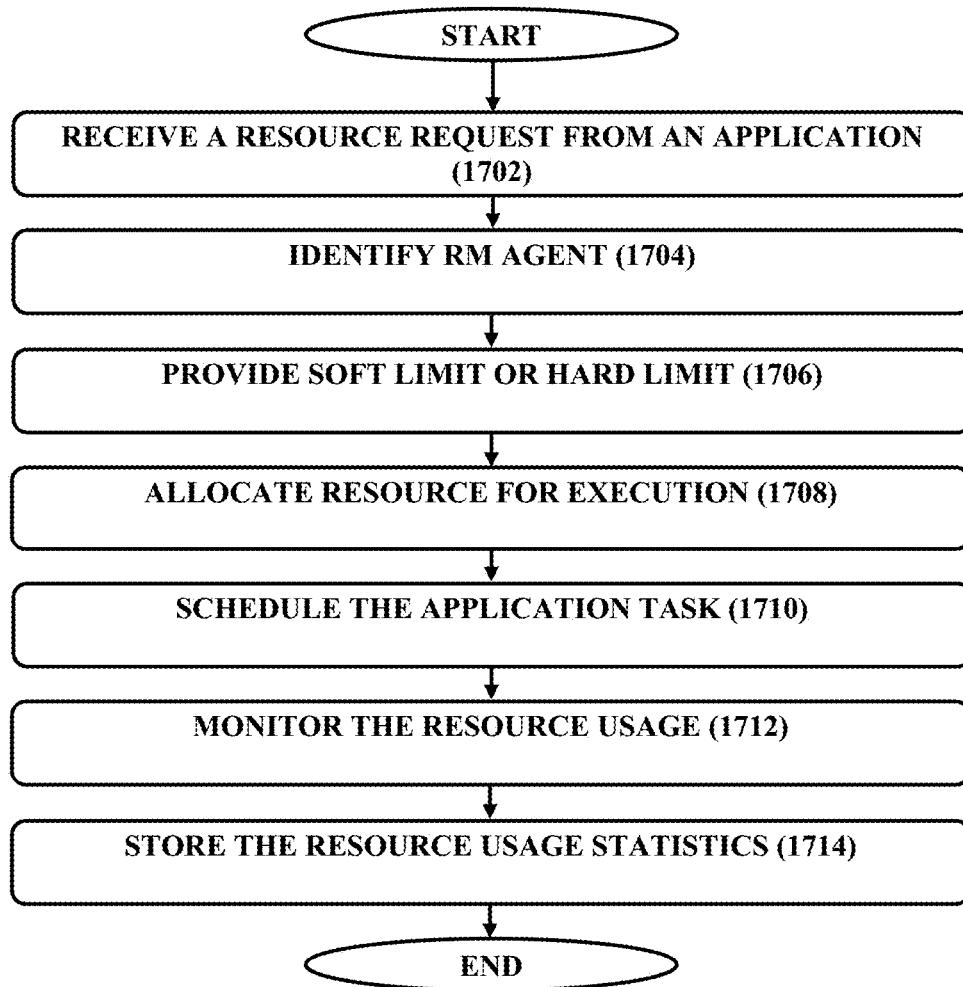 START
RECEIVE A RESOURCE REQUEST FROM AN APPLICATION
(1702)
IDENTIFY RM AGENT (1704)
PROVIDE SOFT LIMIT OR HARD LIMIT (1706)
ALLOCATE RESOURCE FOR EXECUTION (1708)
SCHEDULE THE APPLICATION TASK (1710)
MONITOR THE RESOURCE USAGE (1712)
STORE THE RESOURCE USAGE STATISTICS (1714)
END